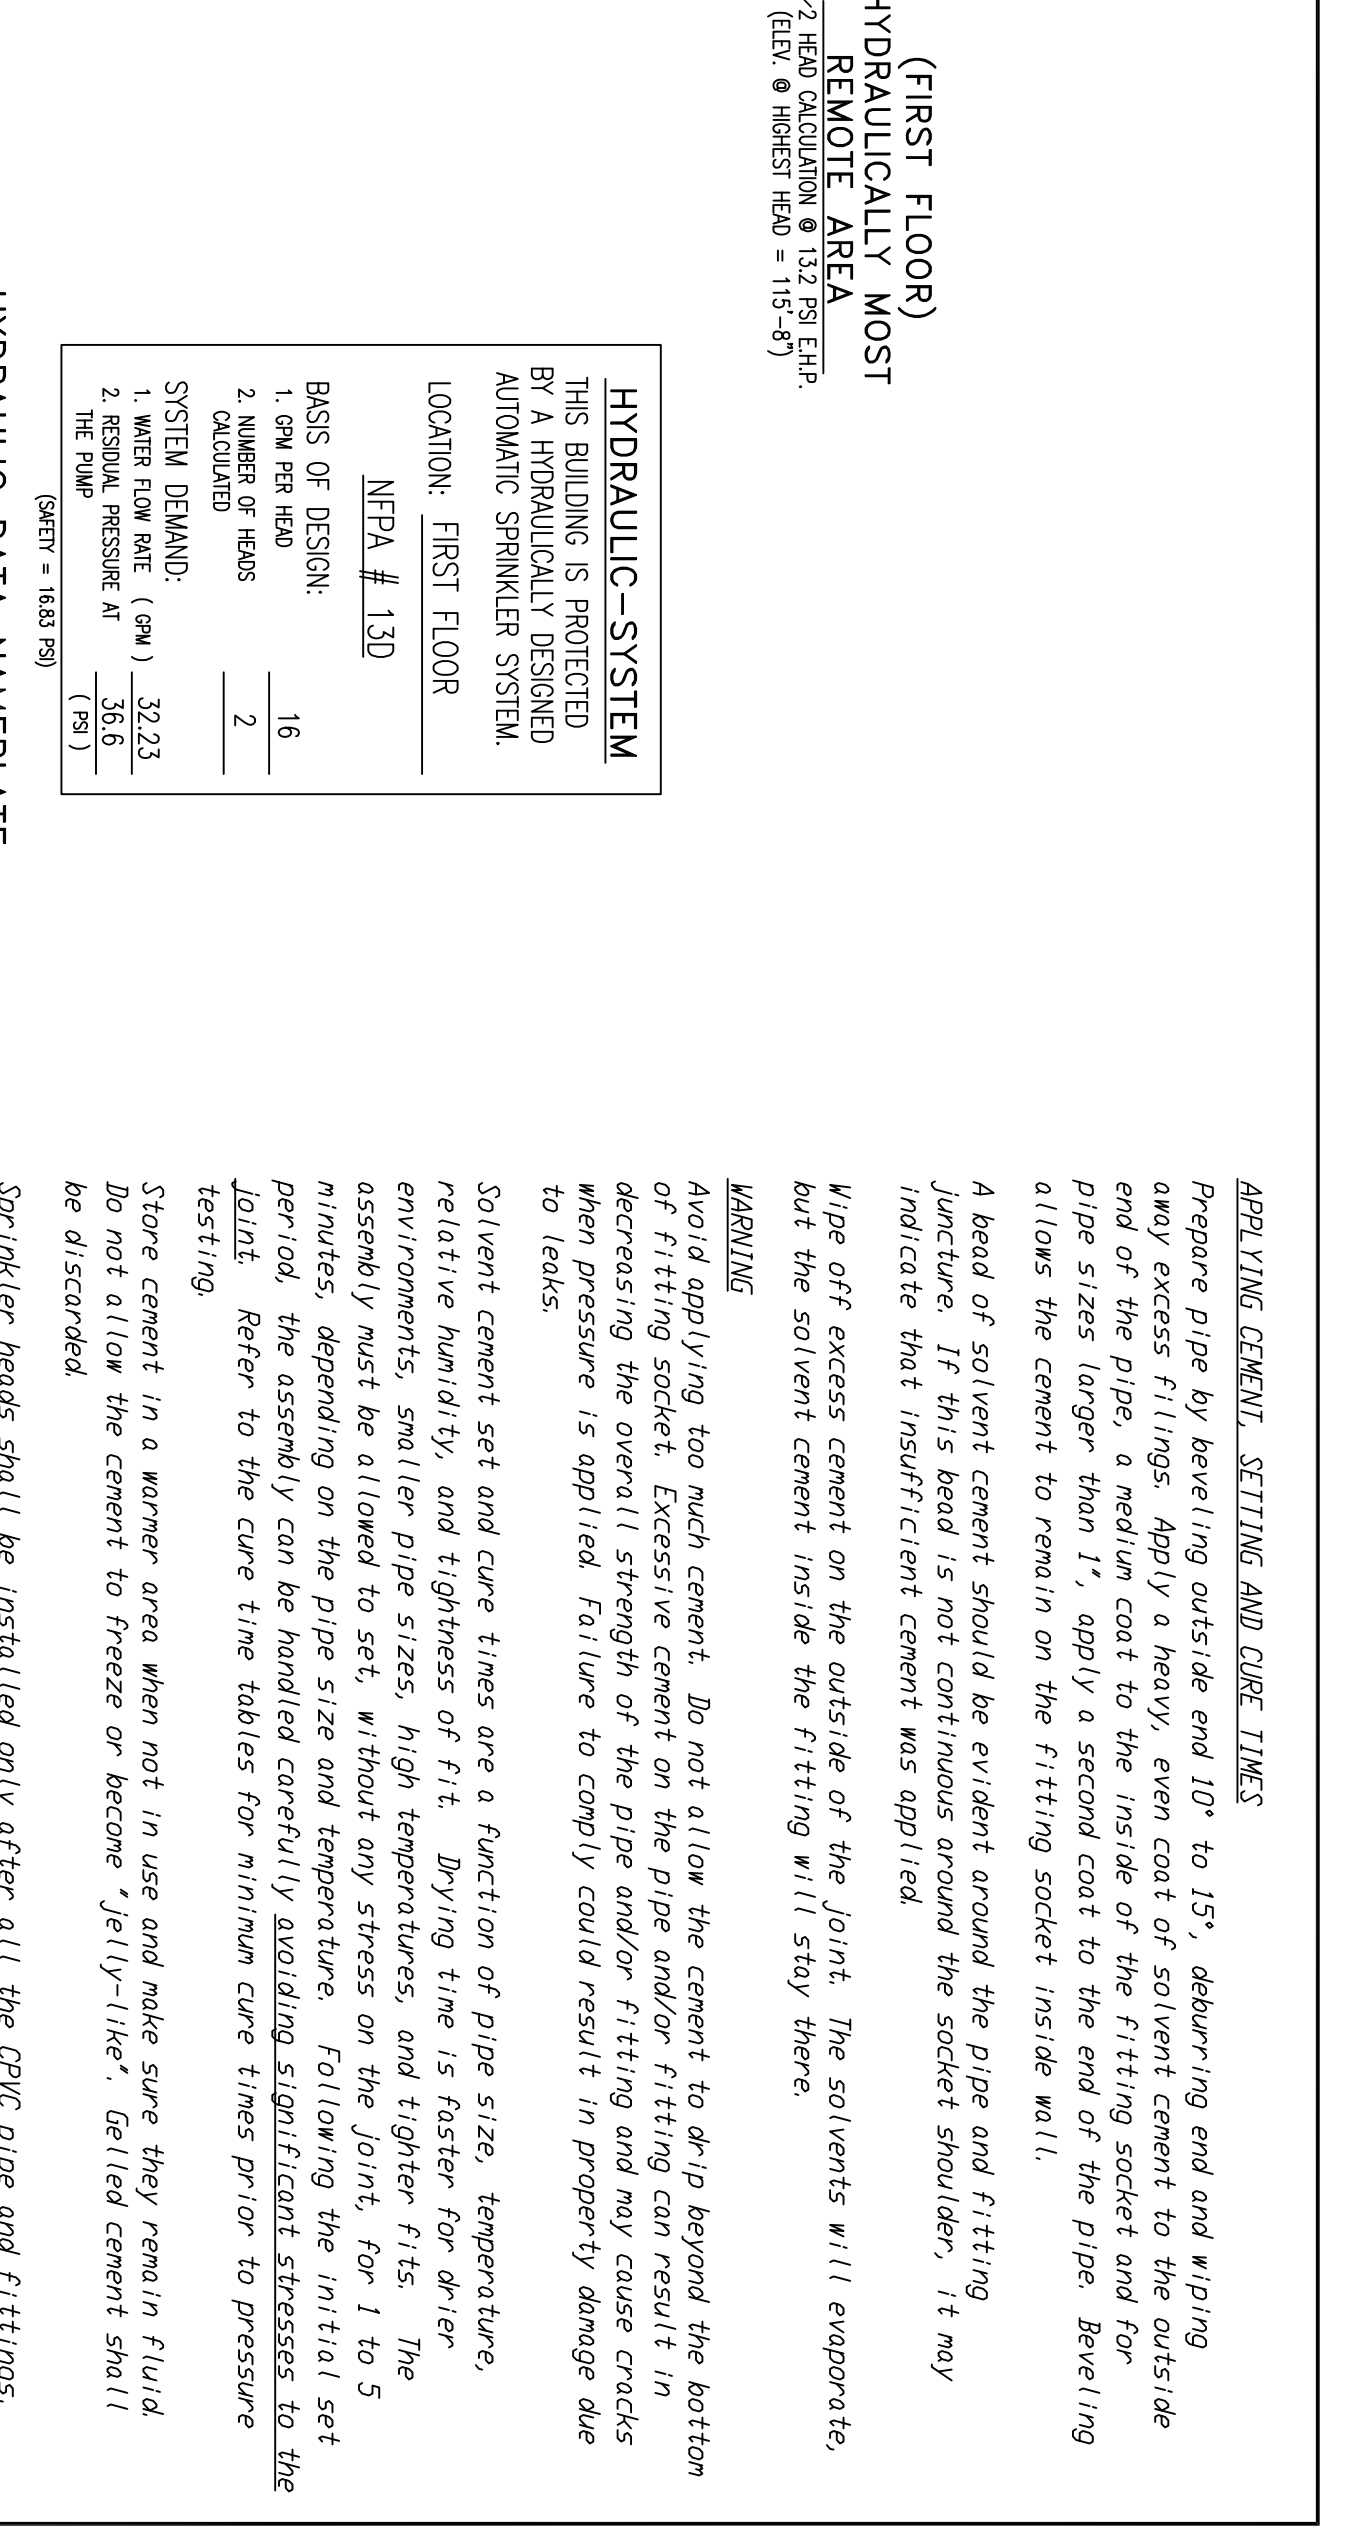 (FIRST FLOOR)
HYDRAULICALLY MOST
REMOTE AREA
2 HEAD CALCULATION @ 13.2 PSI E.H.P.
(ELEV. @ HIGHEST HEAD = 115'-8")
HYDRAULIC-SYSTEM
THIS BUILDING IS PROTECTED
BY A HYDRAULICALLY DESIGNED
AUTOMATIC SPRINKLER SYSTEM.
LOCATION: FIRST FLOOR
NFPA # 13D
BASIS OF DESIGN:
1. GPM PER HEAD 16
2. NUMBER OF HEADS 2
CALCULATED
SYSTEM DEMAND:
1. WATER FLOW RATE ( GPM ) 32.23
2. RESIDUAL PRESSURE AT 36.6
THE PUMP ( PSI )
(SAFETY = 16.83 PSI)
HYDRAULIC DATA NAMEPLATE
APPLYING CEMENT, SETTING AND CURE TIMES
Prepare pipe by beveling outside end 10° to 15°, deburring end and wiping
away excess filings. Apply a heavy, even coat of solvent cement to the outside
end of the pipe, a medium coat to the inside of the fitting socket and for
pipe sizes larger than 1", apply a second coat to the end of the pipe. Beveling
allows the cement to remain on the fitting socket inside wall.
A bead of solvent cement should be evident around the pipe and fitting
juncture. If this bead is not continuous around the socket shoulder, it may
indicate that insufficient cement was applied.
Wipe off excess cement on the outside of the joint. The solvents will evaporate,
but the solvent cement inside the fitting will stay there.
WARNING
Avoid applying too much cement. Do not allow the cement to drip beyond the bottom
of fitting socket. Excessive cement on the pipe and/or fitting can result in
decreasing the overall strength of the pipe and/or fitting and may cause cracks
when pressure is applied. Failure to comply could result in property damage due
to leaks.
Solvent cement set and cure times are a function of pipe size, temperature,
relative humidity, and tightness of fit. Drying time is faster for drier
environments, smaller pipe sizes, high temperatures, and tighter fits. The
assembly must be allowed to set, without any stress on the joint, for 1 to 5
minutes, depending on the pipe size and temperature. Following the initial set
period, the assembly can be handled carefully avoiding significant stresses to the
joint. Refer to the cure time tables for minimum cure times prior to pressure
testing.
Store cement in a warmer area when not in use and make sure they remain fluid.
Do not allow the cement to freeze or become "jelly-like". Gelled cement shall
be discarded.
Sprinkler heads shall be installed only after all the CPVC pipe and fittings,